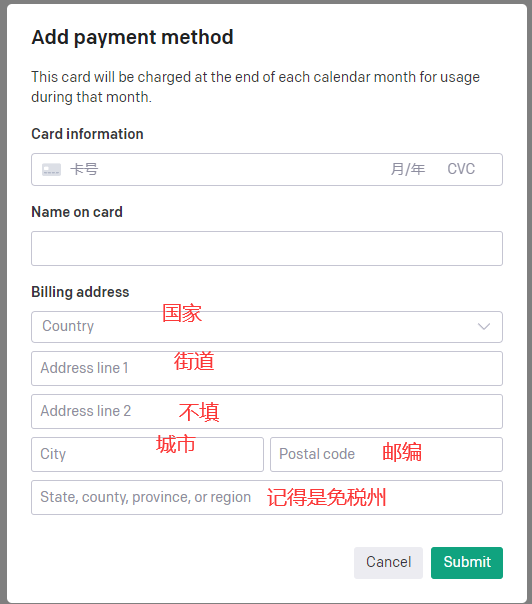 Add payment method
This card will be charged at the end of each calendar month for usage
during that month.
Card information
卡号 月/年 CVC
Name on card
Billing address
国家
Country
街道
Address line 1
Address line 2 不填
城市
City
Postal code 邮编
State, county, province, or region 记得是免税州
Cancel Submit